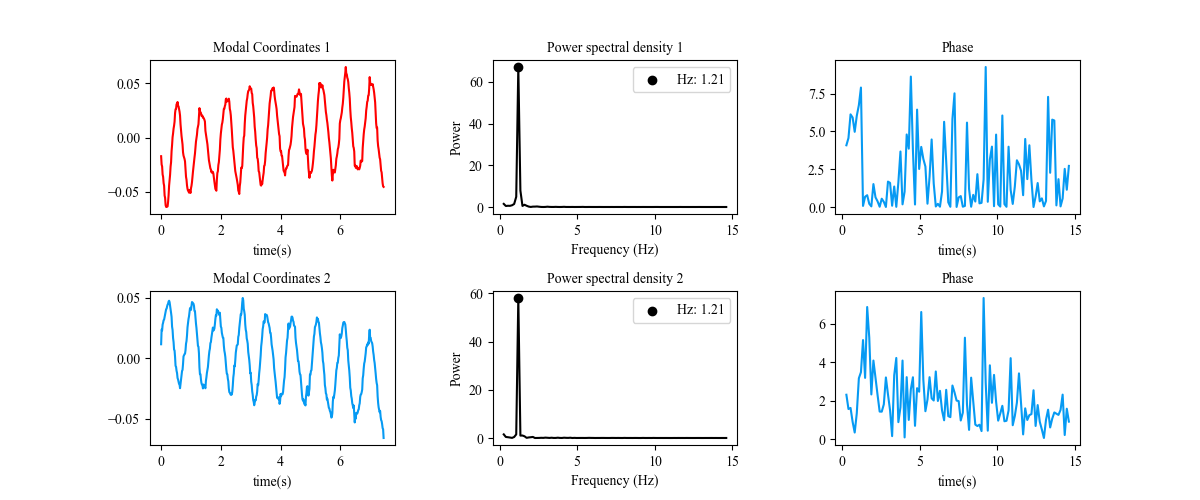 Modal Coordinates 1
0.05
0.00
−0.05
0 2 4 6
time(s)
Power spectral density 1
Power
60
40
20
0
Hz: 1.21
0 5 10 15
Frequency (Hz)
Phase
7.5
5.0
2.5
0.0
0 5 10 15
time(s)
Modal Coordinates 2
0.05
0.00
−0.05
0 2 4 6
time(s)
Power spectral density 2
Power
60
40
20
0
Hz: 1.21
0 5 10 15
Frequency (Hz)
Phase
6
4
2
0
0 5 10 15
time(s)